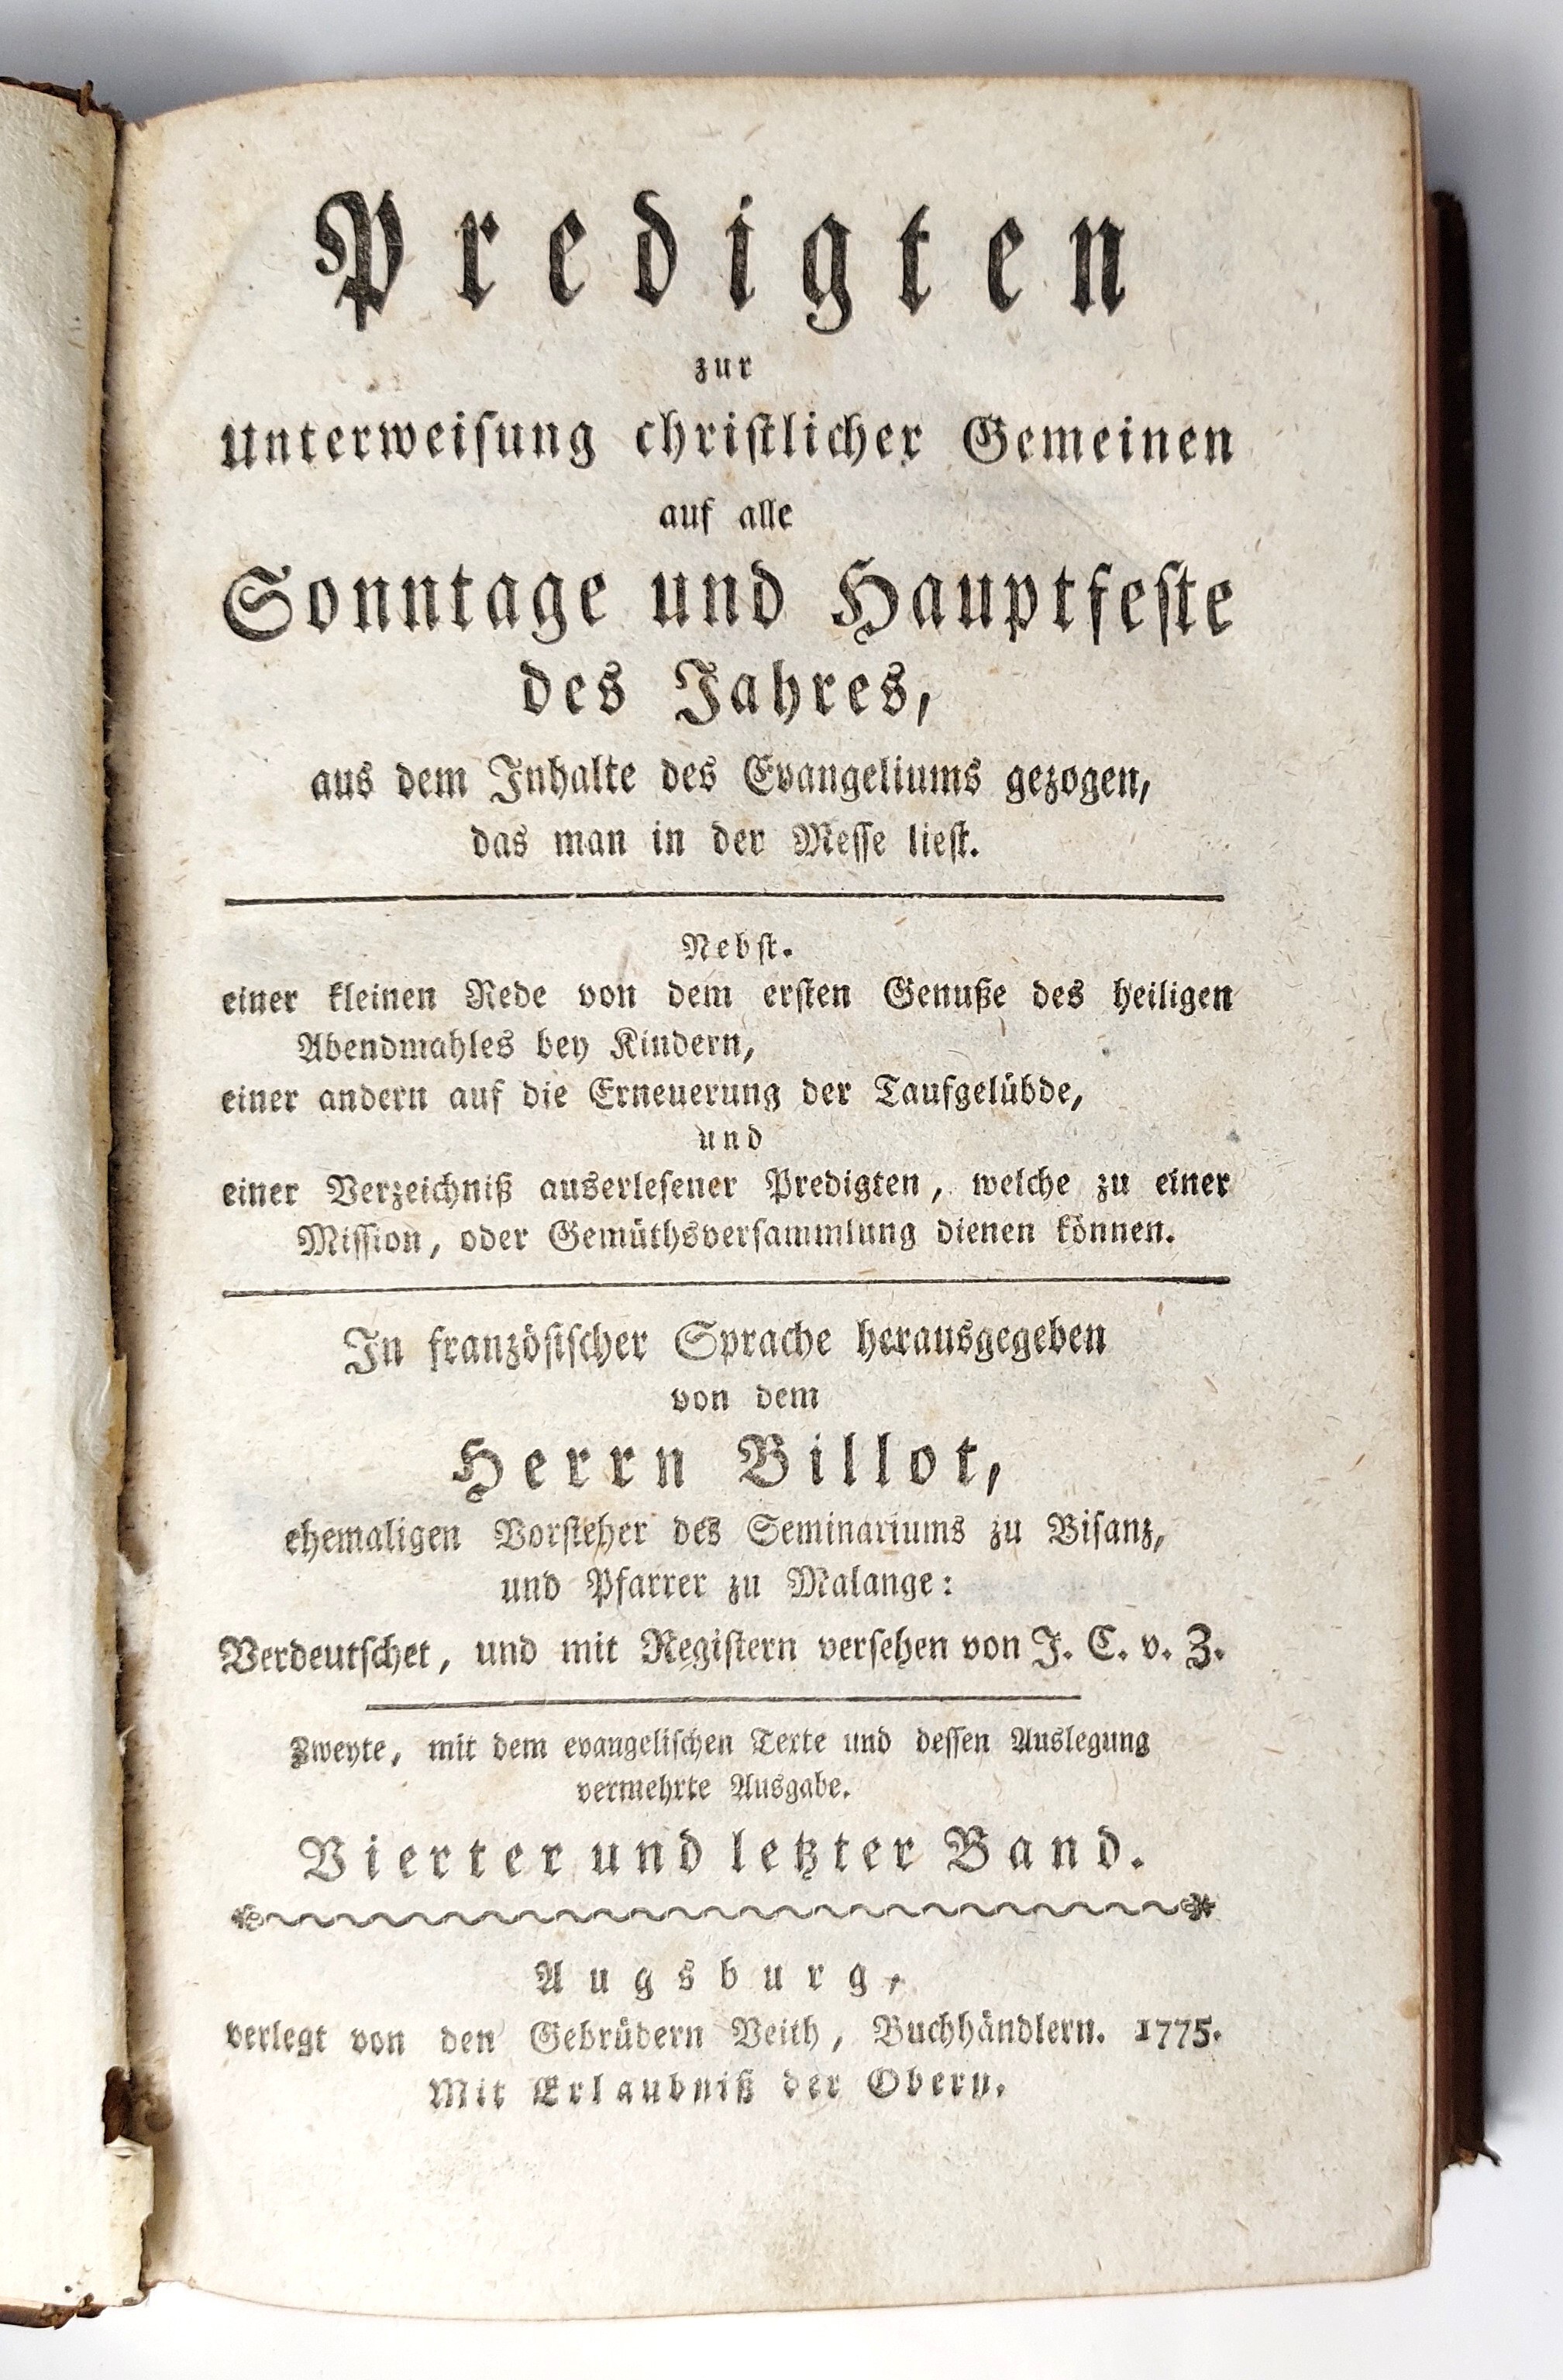 Predigten
zur
Unterweisung christlicher Gemeinen
auf alle
Sonntage und Hauptfeste
des Jahres,
aus dem Inhalte des Evangeliums gezogen,
das man in der Messe liest.
Nebst.
einer kleinen Rede von dem ersten Genuße des heiligen
Abendmahles bey Kindern,
einer andern auf die Erneuerung der Taufgelübde,
und
einer Verzeichniß auserlesener Predigten, welche zu einer
Mission, oder Gemüthsversammlung dienen können.
In französischer Sprache herausgegeben
von dem
Herrn Billot,
ehemaligen Vorsteher des Seminariums zu Bisanz,
und Pfarrer zu Malange:
Verdeutschet, und mit Registern versehen von J. C. v. Z.
Zweyte, mit dem evangelischen Texte und dessen Auslegung
vermehrte Ausgabe.
Vierter und letzter Band.
Augsburg,
verlegt von den Gebrüdern Veith, Buchhändlern. 1775.
Mit Erlaubniß der Obern.